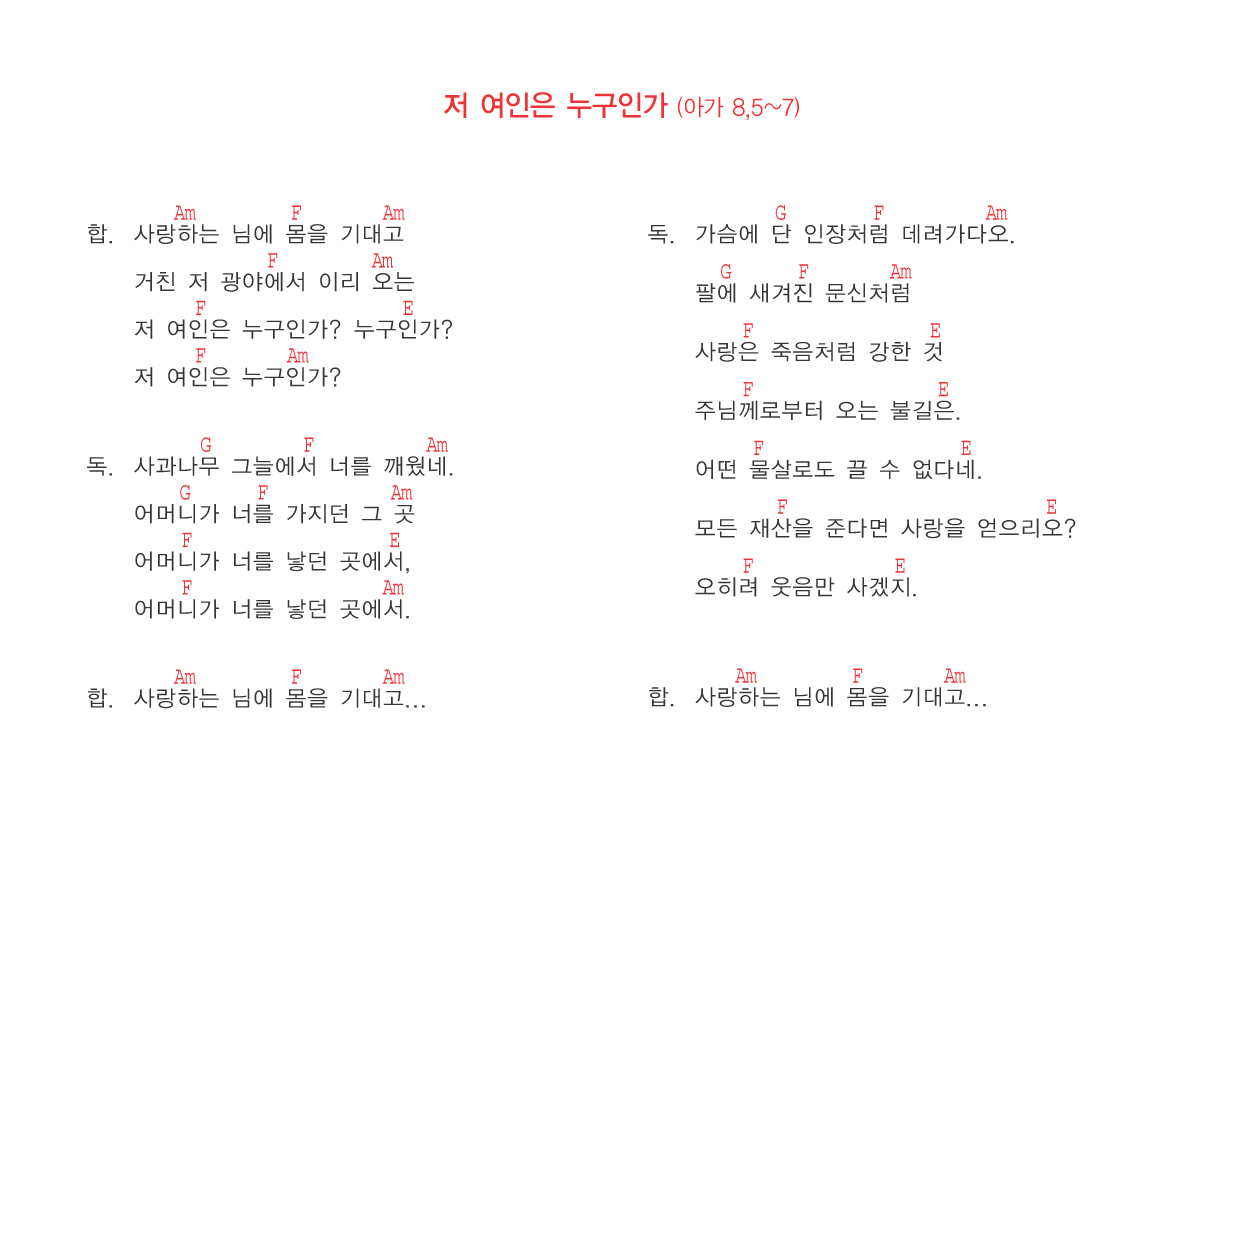 저 여인은 누구인가 (아가 8,5~7)
Am F Am
합. 사랑하는 님에 몸을 기대고
F Am
거친 저 광야에서 이리 오는
F E
저 여인은 누구인가? 누구인가?
F Am
저 여인은 누구인가?
G F Am
독. 사과나무 그늘에서 너를 깨웠네.
G F Am
어머니가 너를 가지던 그 곳
F E
어머니가 너를 낳던 곳에서,
F Am
어머니가 너를 낳던 곳에서.
Am F Am
합. 사랑하는 님에 몸을 기대고...
G F Am
독. 가슴에 단 인장처럼 데려가다오.
G F Am
팔에 새겨진 문신처럼
F E
사랑은 죽음처럼 강한 것
F E
주님께로부터 오는 불길은.
F E
어떤 물살로도 끌 수 없다네.
F E
모든 재산을 준다면 사랑을 얻으리오?
F E
오히려 웃음만 사겠지.
Am F Am
합. 사랑하는 님에 몸을 기대고...